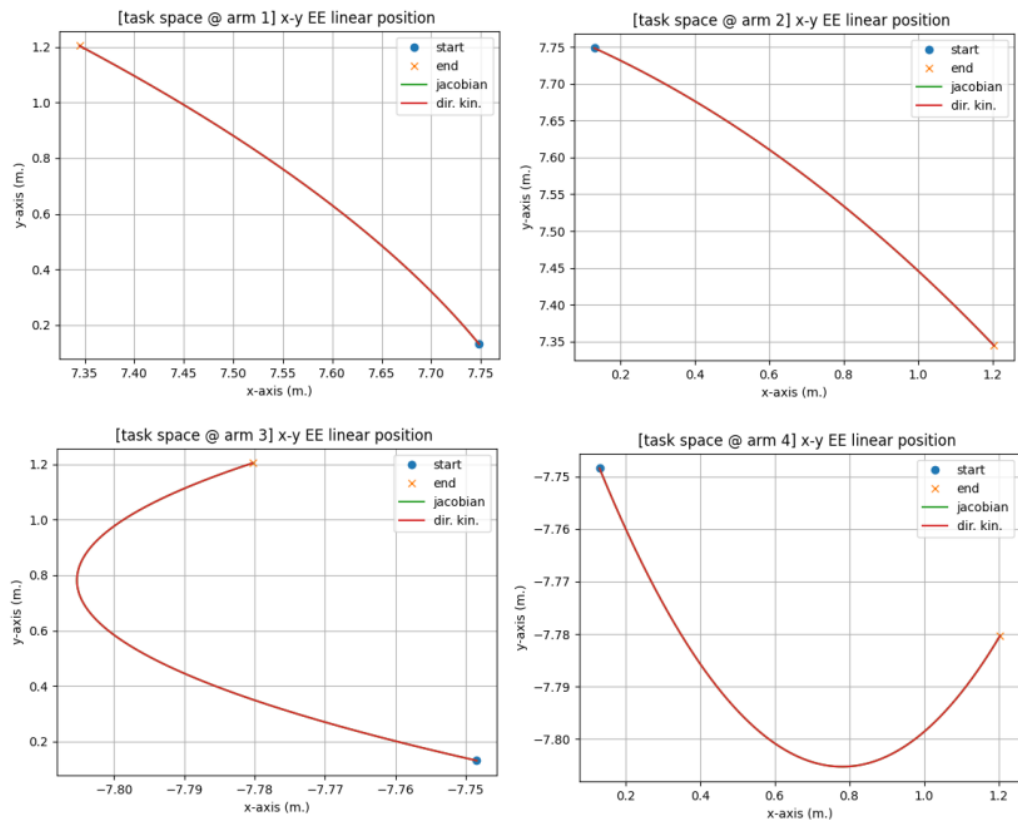 [task space @ arm 1] x-y EE linear position
start
end
jacobian
dir. kin.
y-axis (m.)
1.2
1.0
0.8
0.6
0.4
0.2
7.35 7.40 7.45 7.50 7.55 7.60 7.65 7.70 7.75
x-axis (m.)
[task space @ arm 2] x-y EE linear position
start
end
jacobian
dir. kin.
y-axis (m.)
7.75
7.70
7.65
7.60
7.55
7.50
7.45
7.40
7.35
0.2 0.4 0.6 0.8 1.0 1.2
x-axis (m.)
[task space @ arm 3] x-y EE linear position
start
end
jacobian
dir. kin.
y-axis (m.)
1.2
1.0
0.8
0.6
0.4
0.2
−7.80 −7.79 −7.78 −7.77 −7.76 −7.75
x-axis (m.)
[task space @ arm 4] x-y EE linear position
start
end
jacobian
dir. kin.
y-axis (m.)
−7.75
−7.76
−7.77
−7.78
−7.79
−7.80
0.2 0.4 0.6 0.8 1.0 1.2
x-axis (m.)